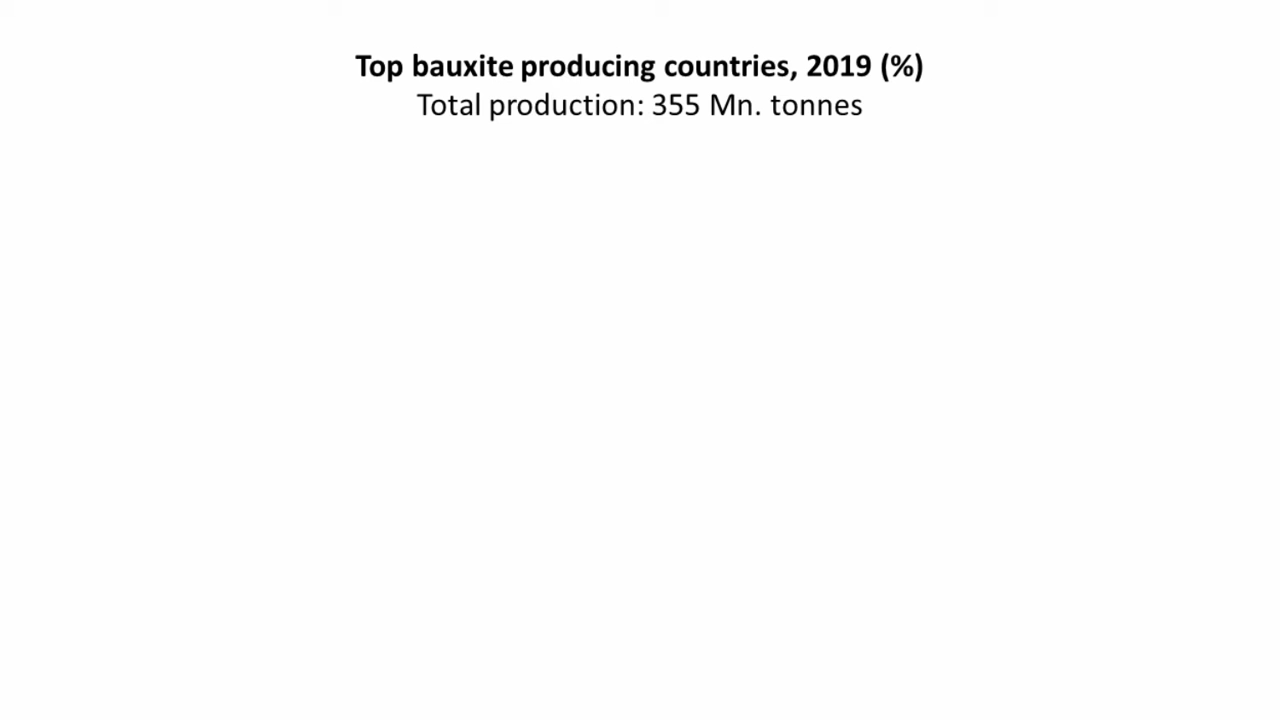 Top bauxite producing countries, 2019 (%)
Total production: 355 Mn. tonnes